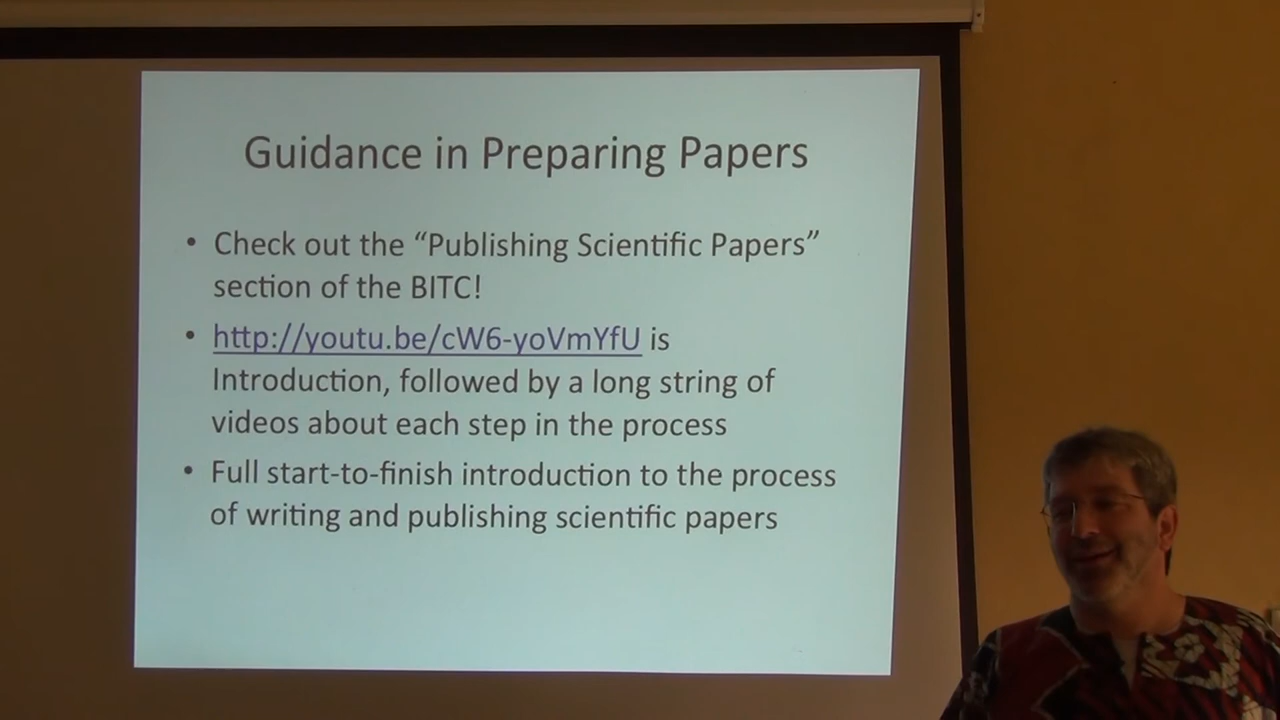 Guidance in Preparing Papers
• Check out the “Publishing Scientific Papers”
section of the BITC!
• http://youtu.be/cW6-yoVmYfU is
Introduction, followed by a long string of
videos about each step in the process
• Full start-to-finish introduction to the process
of writing and publishing scientific papers